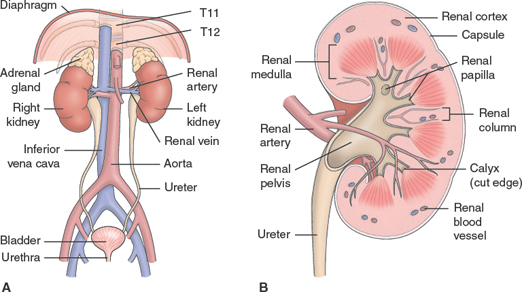 Diaphragm
T11
T12
Adrenal
gland
Right
kidney
Inferior
vena cava
Bladder
Urethra
Renal
artery
Left
kidney
Renal vein
Aorta
Ureter
A
Renal
medulla
Renal
artery
Renal
pelvis
Ureter
Renal cortex
Capsule
Renal
papilla
Renal
column
Calyx
(cut edge)
Renal
blood
vessel
B